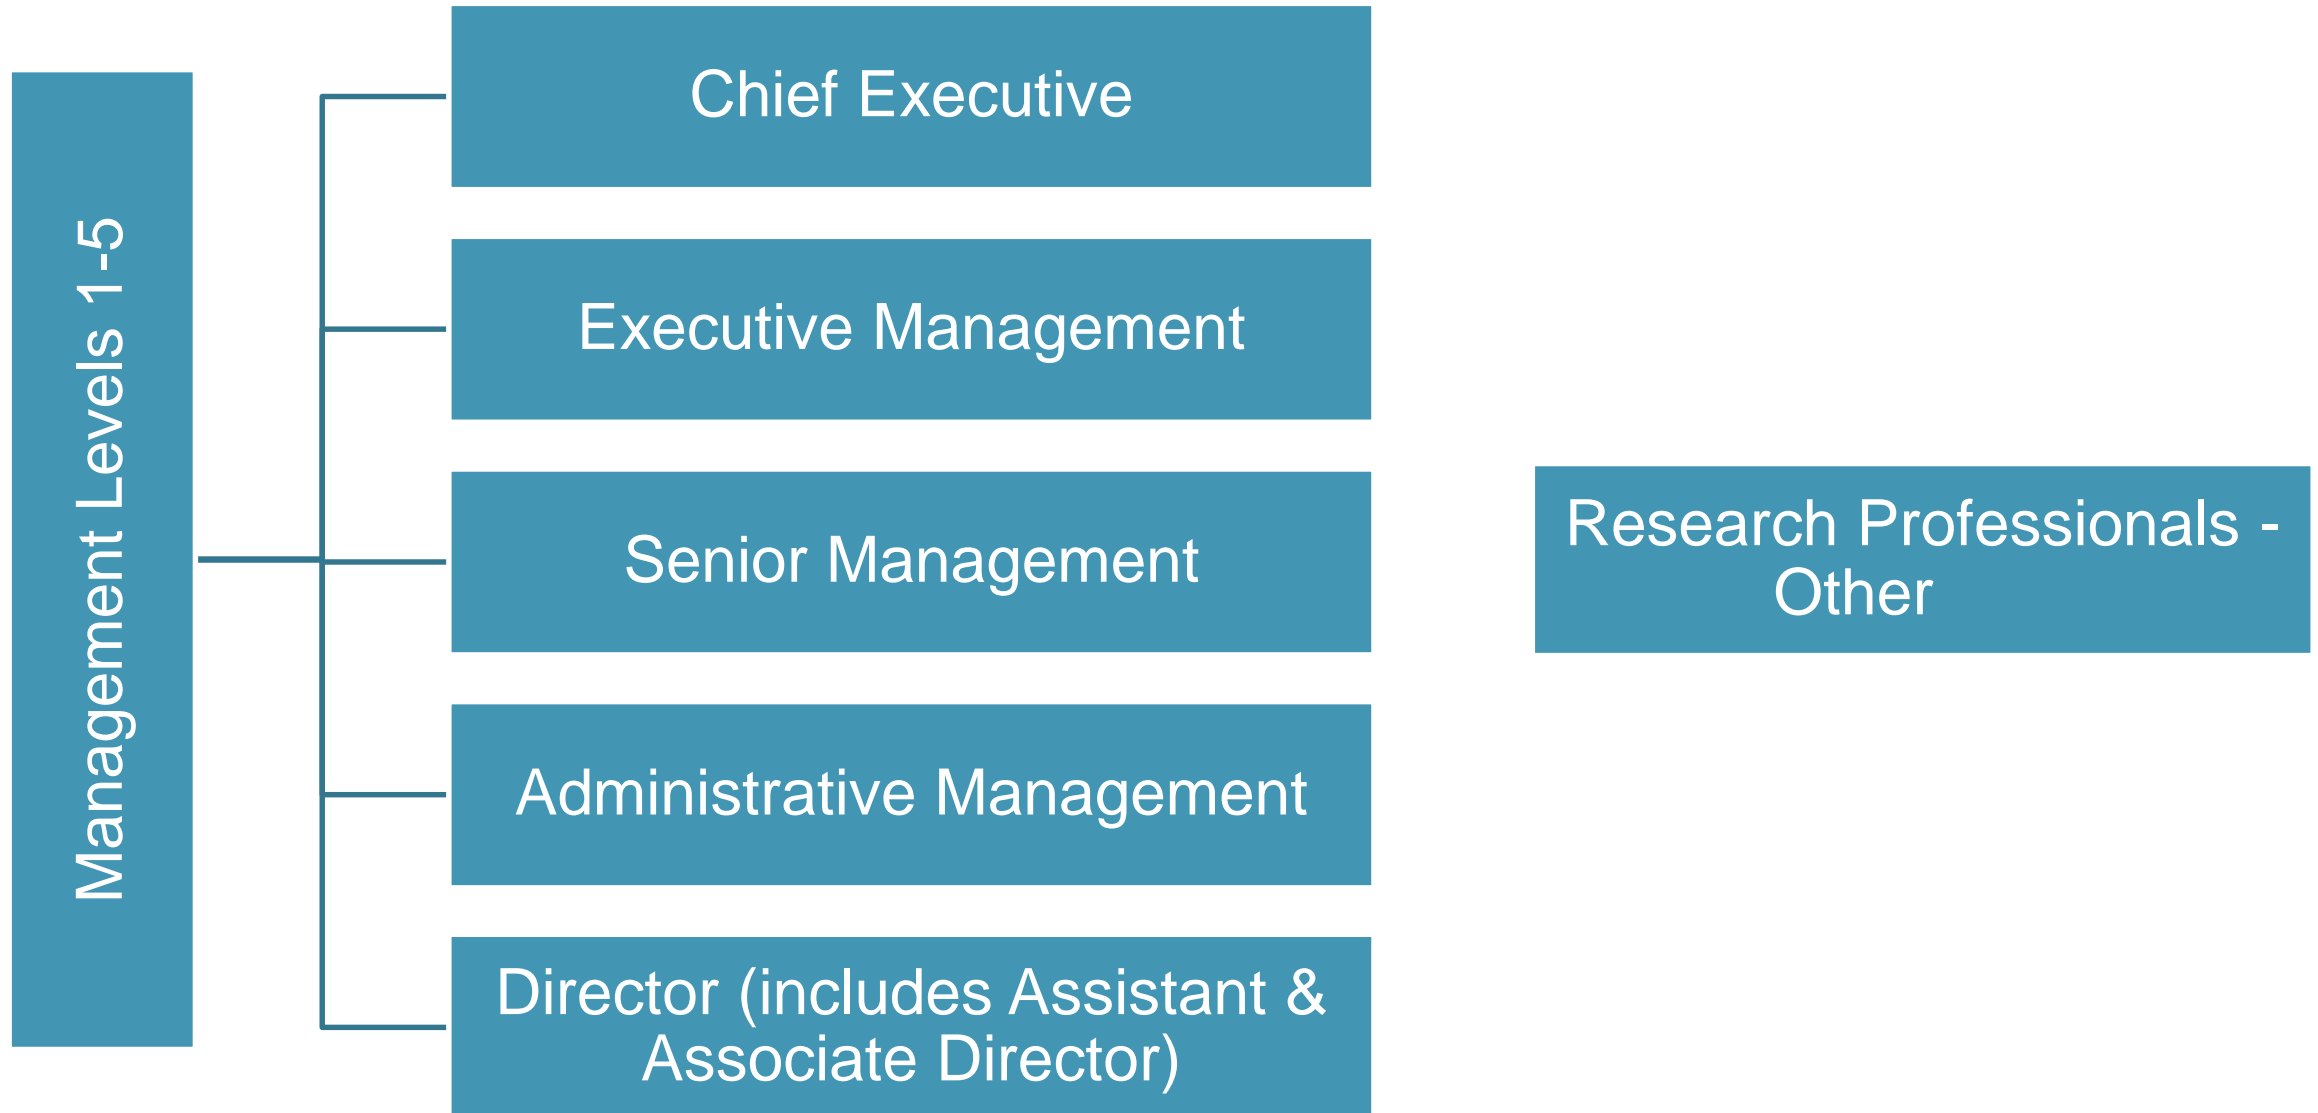 Management Levels 1-5
Chief Executive
Executive Management
Senior Management
Administrative Management
Director (includes Assistant &
Associate Director)
Research Professionals -
Other